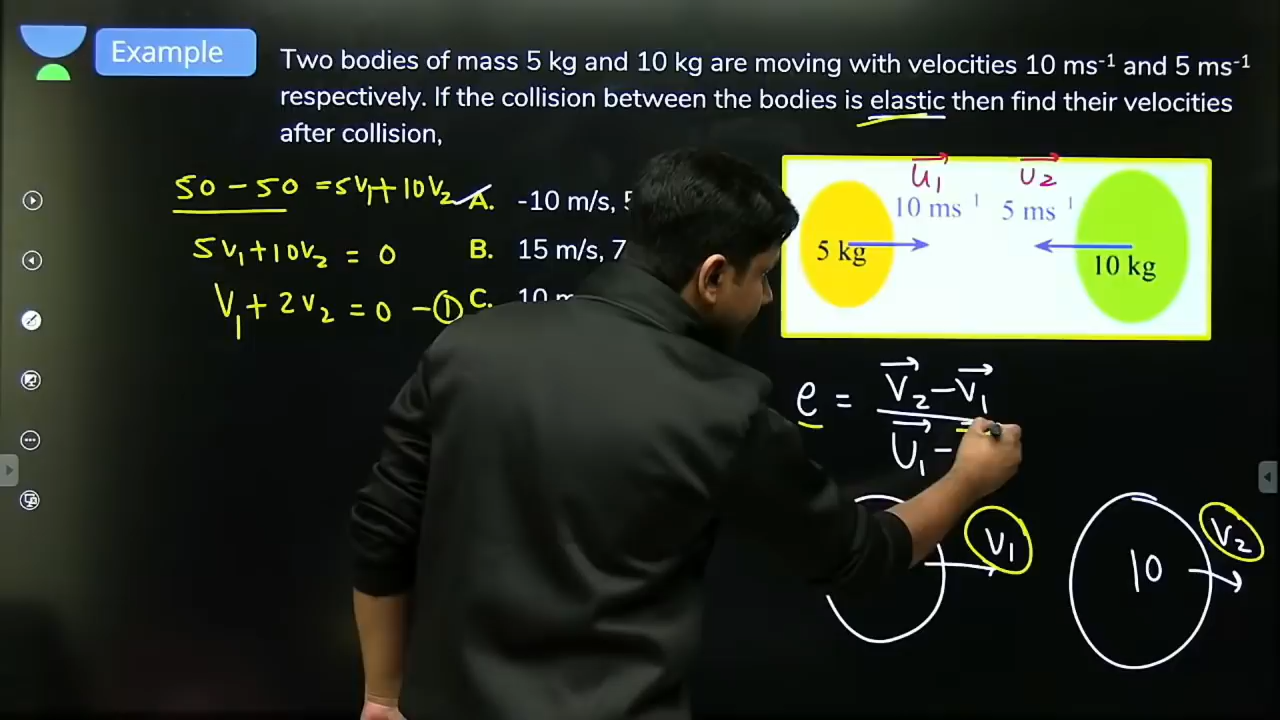 Example
Two bodies of mass 5 kg and 10 kg are moving with velocities 10 ms⁻¹ and 5 ms⁻¹
respectively. If the collision between the bodies is elastic then find their velocities
after collision,
50 - 50 = 5V₁ + 10V₂
5V₁ + 10V₂ = 0
V₁ + 2V₂ = 0 - ①
A. -10 m/s, 5
B. 15 m/s, 7
C. 10 m
U₁ U₂
10 ms ¹ 5 ms ¹
5 kg
10 kg
e = V₂ - V₁
U₁ -
V₁
10
V₂